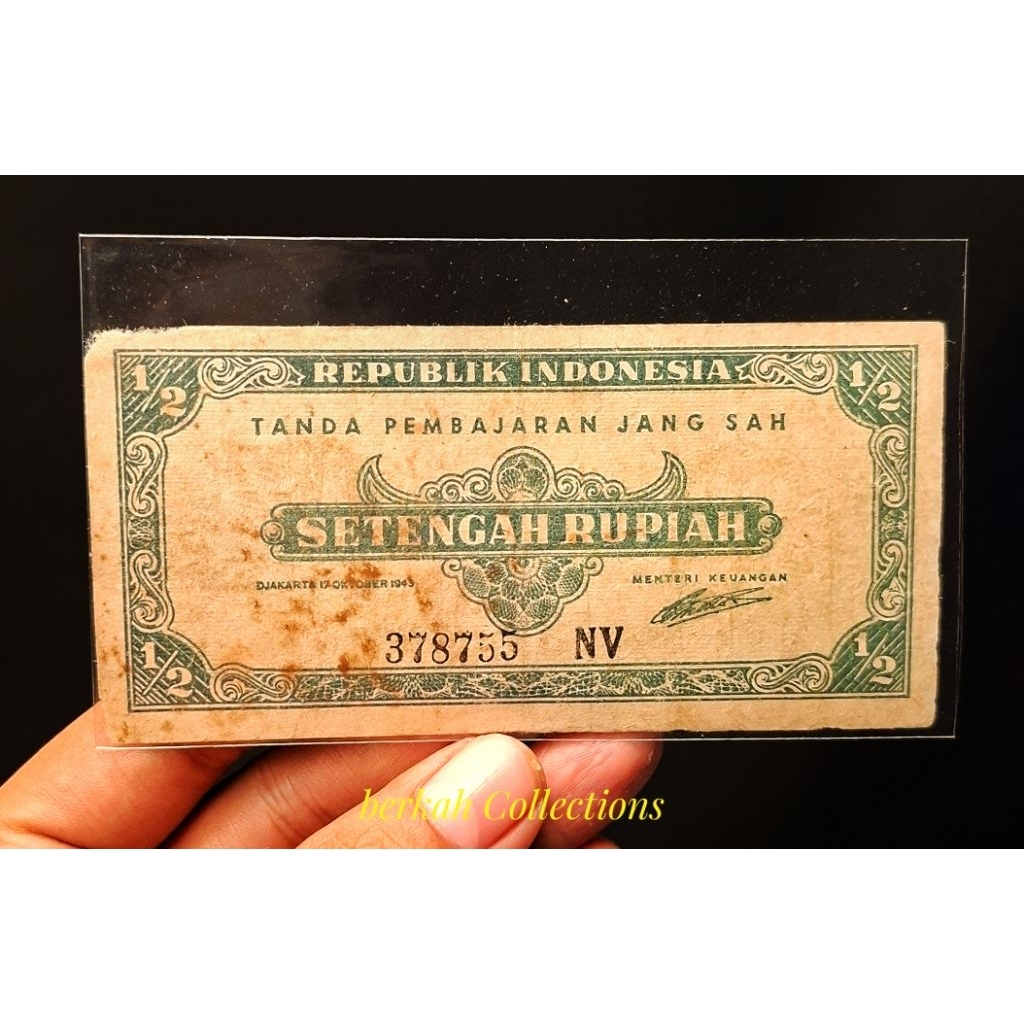 1/2 REPUBLIK INDONESIA 1/2
TANDA PEMBAJARAN JANG SAH
SETENGAH RUPIAH
DJAKARTA 17 OKTOBER 1945 MENTERI KEUANGAN
378755 NV
1/2 1/2
berkah Collections